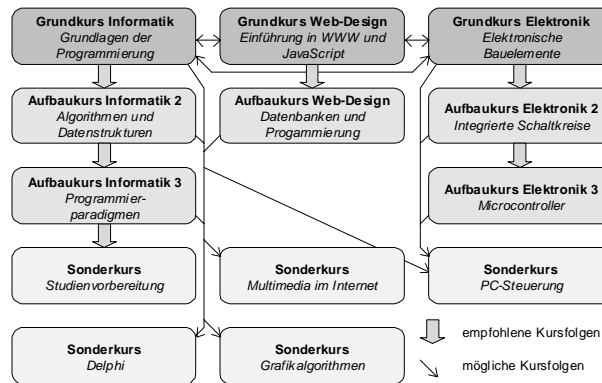 Grundkurs Informatik
Grundlagen der
Programmierung
Grundkurs Web-Design
Einführung in WWW und
JavaScript
Grundkurs Elektronik
Elektronische
Bauelemente
Aufbaukurs Informatik 2
Algorithmen und
Datenstrukturen
Aufbaukurs Web-Design
Datenbanken und
Progammierung
Aufbaukurs Elektronik 2
Integrierte Schaltkreise
Aufbaukurs Informatik 3
Programmier-
paradigmen
Aufbaukurs Elektronik 3
Microcontroller
Sonderkurs
Studienvorbereitung
Sonderkurs
Multimedia im Internet
Sonderkurs
PC-Steuerung
Sonderkurs
Delphi
Sonderkurs
Grafikalgorithmen
empfohlene Kursfolgen
mögliche Kursfolgen